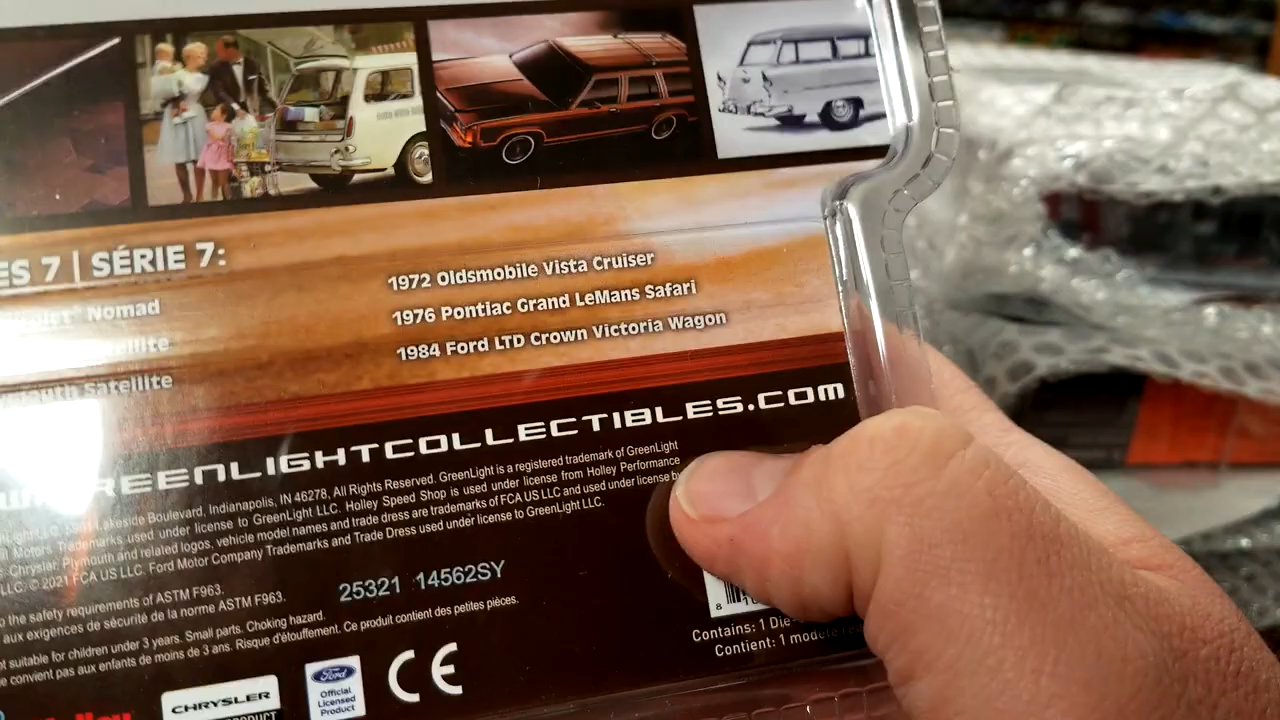 ES 7 | SÉRIE 7:
Nomad
Satellite
1972 Oldsmobile Vista Cruiser
1976 Pontiac Grand LeMans Safari
1984 Ford LTD Crown Victoria Wagon
REENLIGHTCOLLECTIBLES.COM
Lakeside Boulevard, Indianapolis, IN 46278, All Rights Reserved. GreenLight is a registered trademark of GreenLight
Motors Trademarks used under license to GreenLight LLC. Holley Speed Shop is used under license from Holley Performance
Chrysler, Plymouth and related logos, vehicle model names and trade dress are trademarks of FCA US LLC and used under license by
LLC. © 2021 FCA US LLC. Ford Motor Company Trademarks and Trade Dress used under license to GreenLight LLC.
o the safety requirements of ASTM F963.
aux exigences de sécurité de la norme ASTM F963.
25321 14562SY
ot suitable for children under 3 years. Small parts. Choking hazard.
e convient pas aux enfants de moins de 3 ans. Risque d'étouffement. Ce produit contient des petites pièces.
8
Contains: 1 Die-
Contient: 1 modèle
CHRYSLER
PRODUCT
Ford
Official
Licensed
Product
CE
Holley